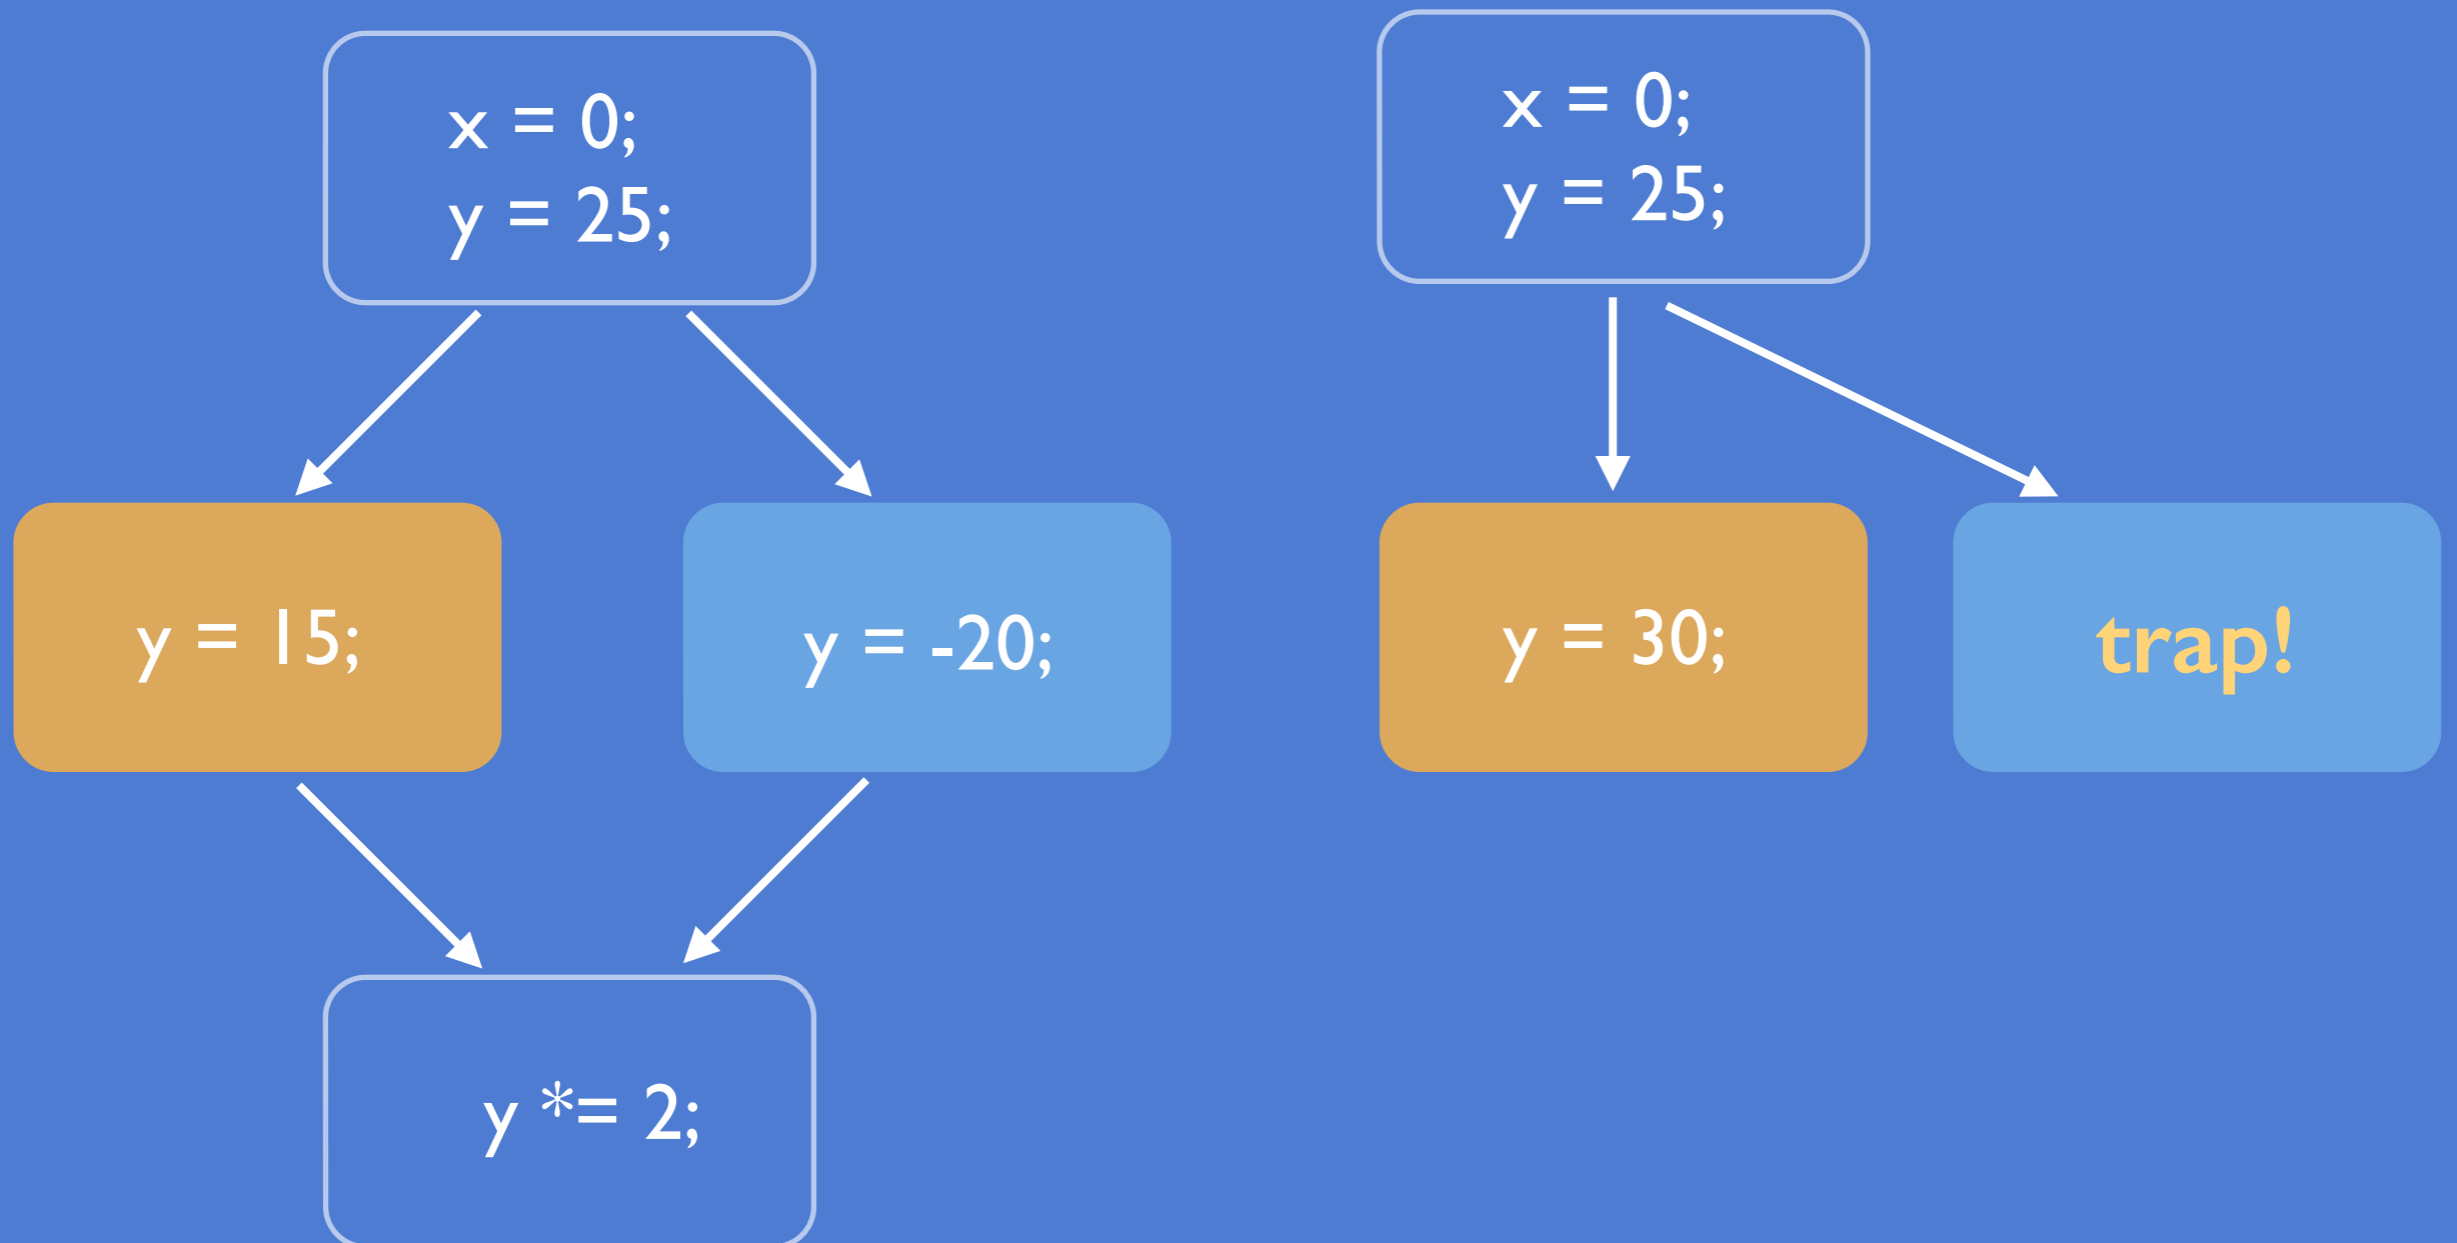 x = 0;
y = 25;
y = 15;
y = -20;
y *= 2;
x = 0;
y = 25;
y = 30;
trap!